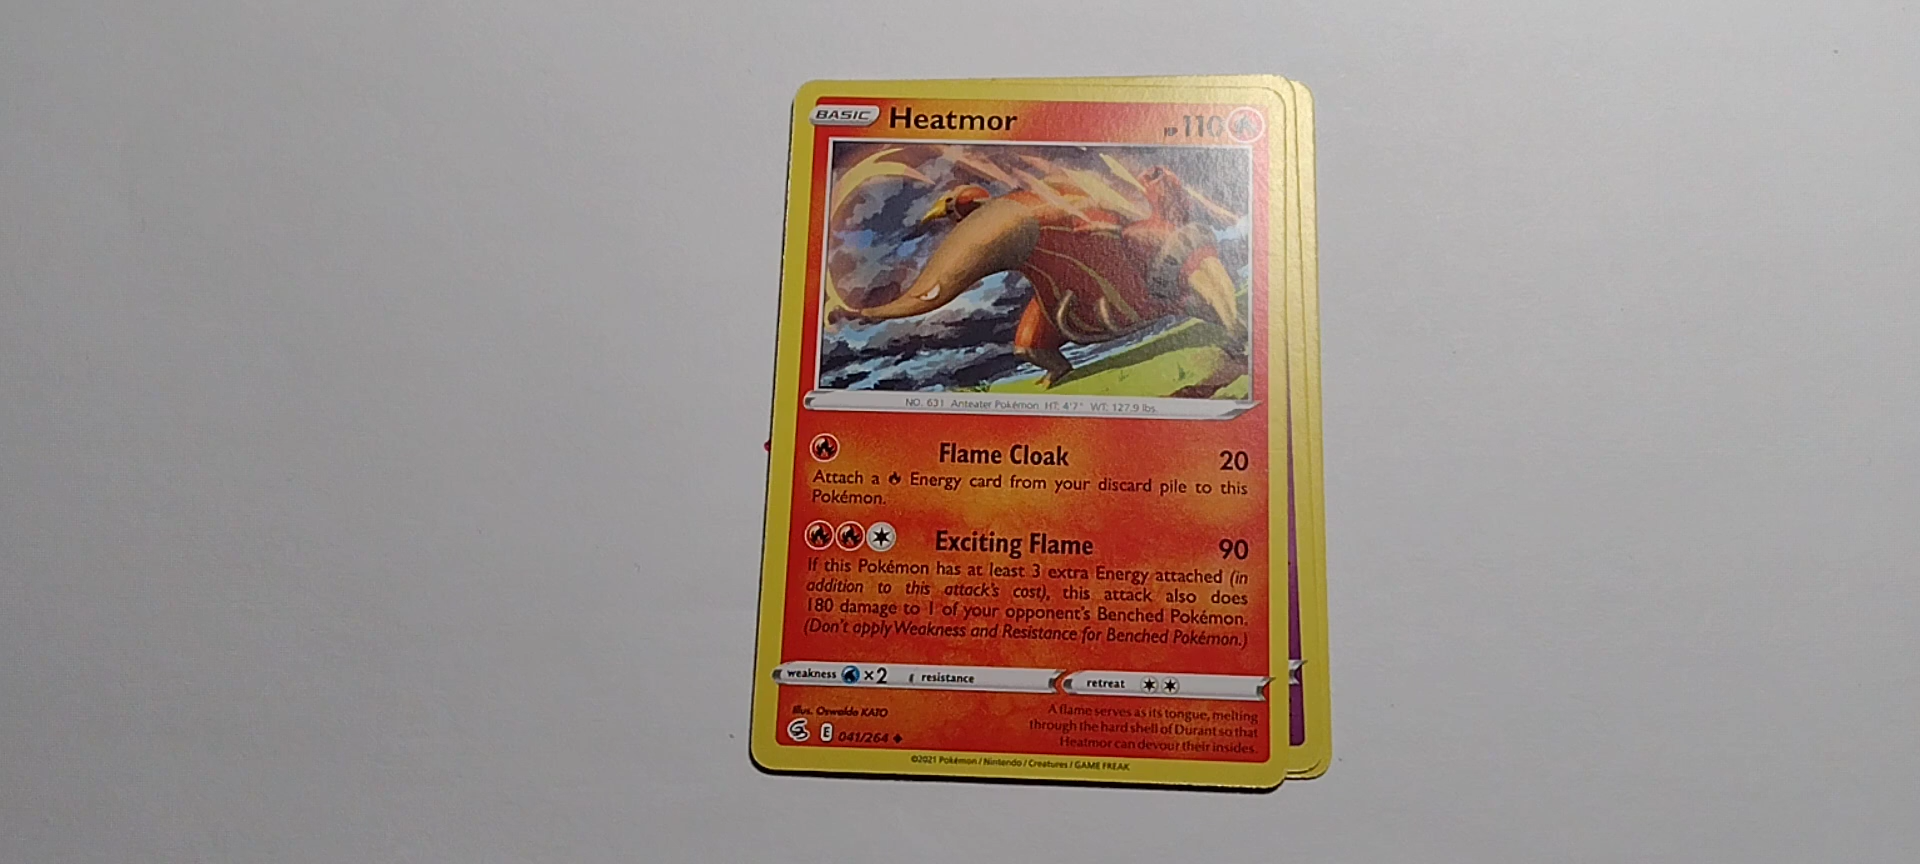 BASIC Heatmor HP 110
NO. 631 Anteater Pokémon HT: 4'7" WT: 127.9 lbs.
Flame Cloak 20
Attach a Energy card from your discard pile to this
Pokémon.
Exciting Flame 90
If this Pokémon has at least 3 extra Energy attached (in
addition to this attack's cost), this attack also does
180 damage to 1 of your opponent's Benched Pokémon.
(Don't apply Weakness and Resistance for Benched Pokémon.)
weakness ×2 resistance retreat
Illus. Oswaldo KATO
E 041/264
A flame serves as its tongue, melting
through the hard shell of Durant so that
Heatmor can devour their insides.
©2021 Pokémon / Nintendo / Creatures / GAME FREAK